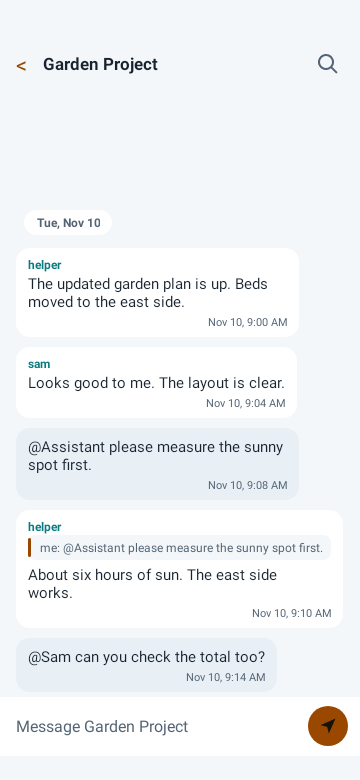 <
Garden Project
Tue, Nov 10
helper
The updated garden plan is up. Beds
moved to the east side.
Nov 10, 9:00 AM
sam
Looks good to me. The layout is clear.
Nov 10, 9:04 AM
@Assistant please measure the sunny
spot first.
Nov 10, 9:08 AM
helper
me: @Assistant please measure the sunny spot first.
About six hours of sun. The east side
works.
Nov 10, 9:10 AM
@Sam can you check the total too?
Nov 10, 9:14 AM
Message Garden Project